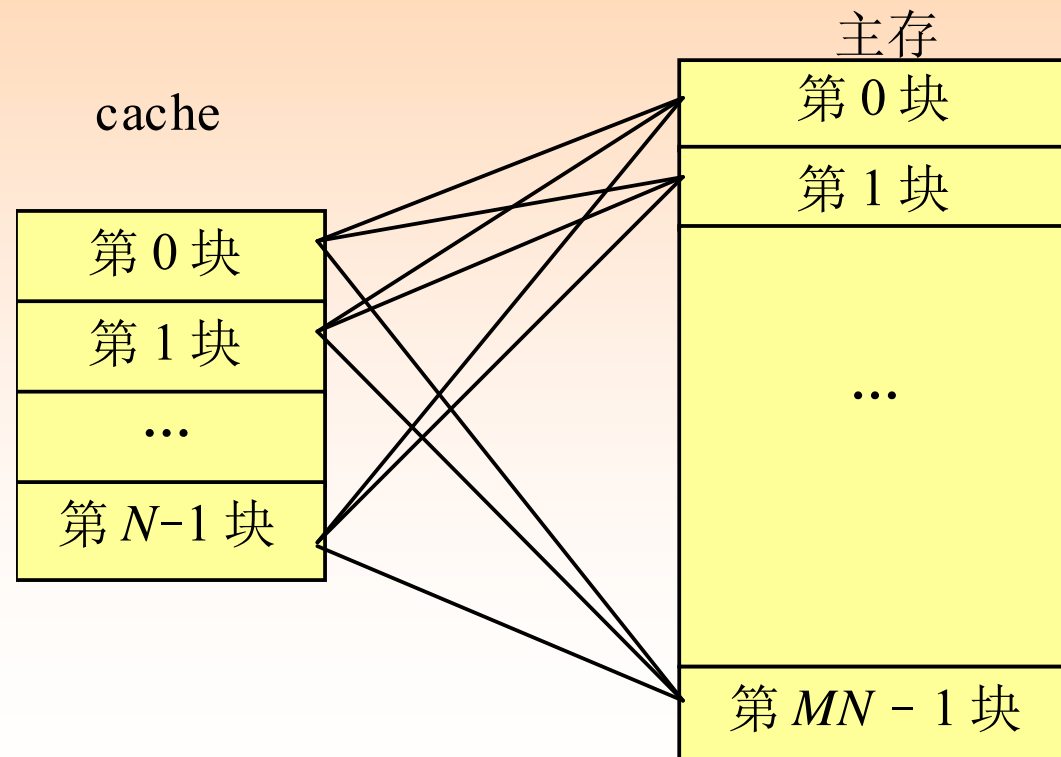 cache
第 0 块
第 1 块
...
第 N-1 块
主存
第 0 块
第 1 块
...
第 MN - 1 块